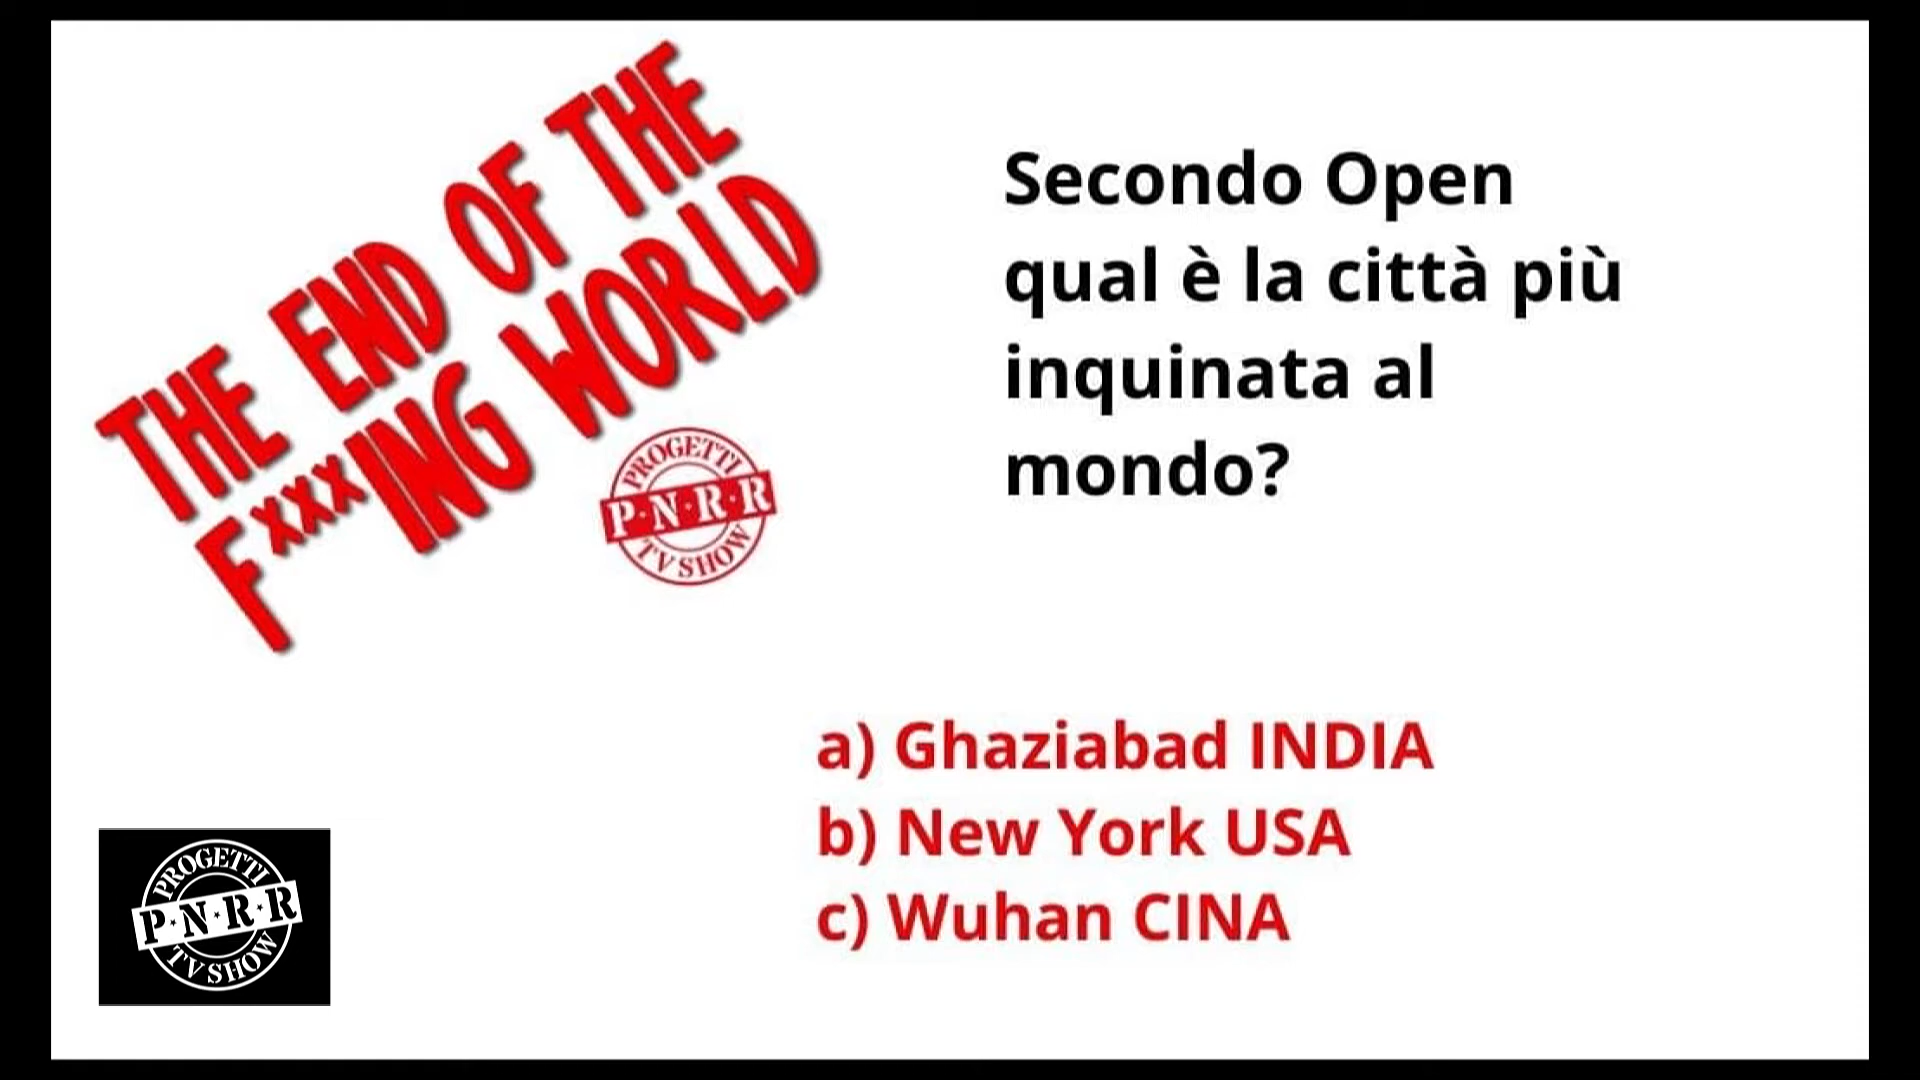 THE END OF THE
FXXXING WORLD
PROGETTI
P·N·R·R
TV SHOW
Secondo Open
qual è la città più
inquinata al
mondo?
a) Ghaziabad INDIA
b) New York USA
c) Wuhan CINA
PROGETTI
P·N·R·R
TV SHOW